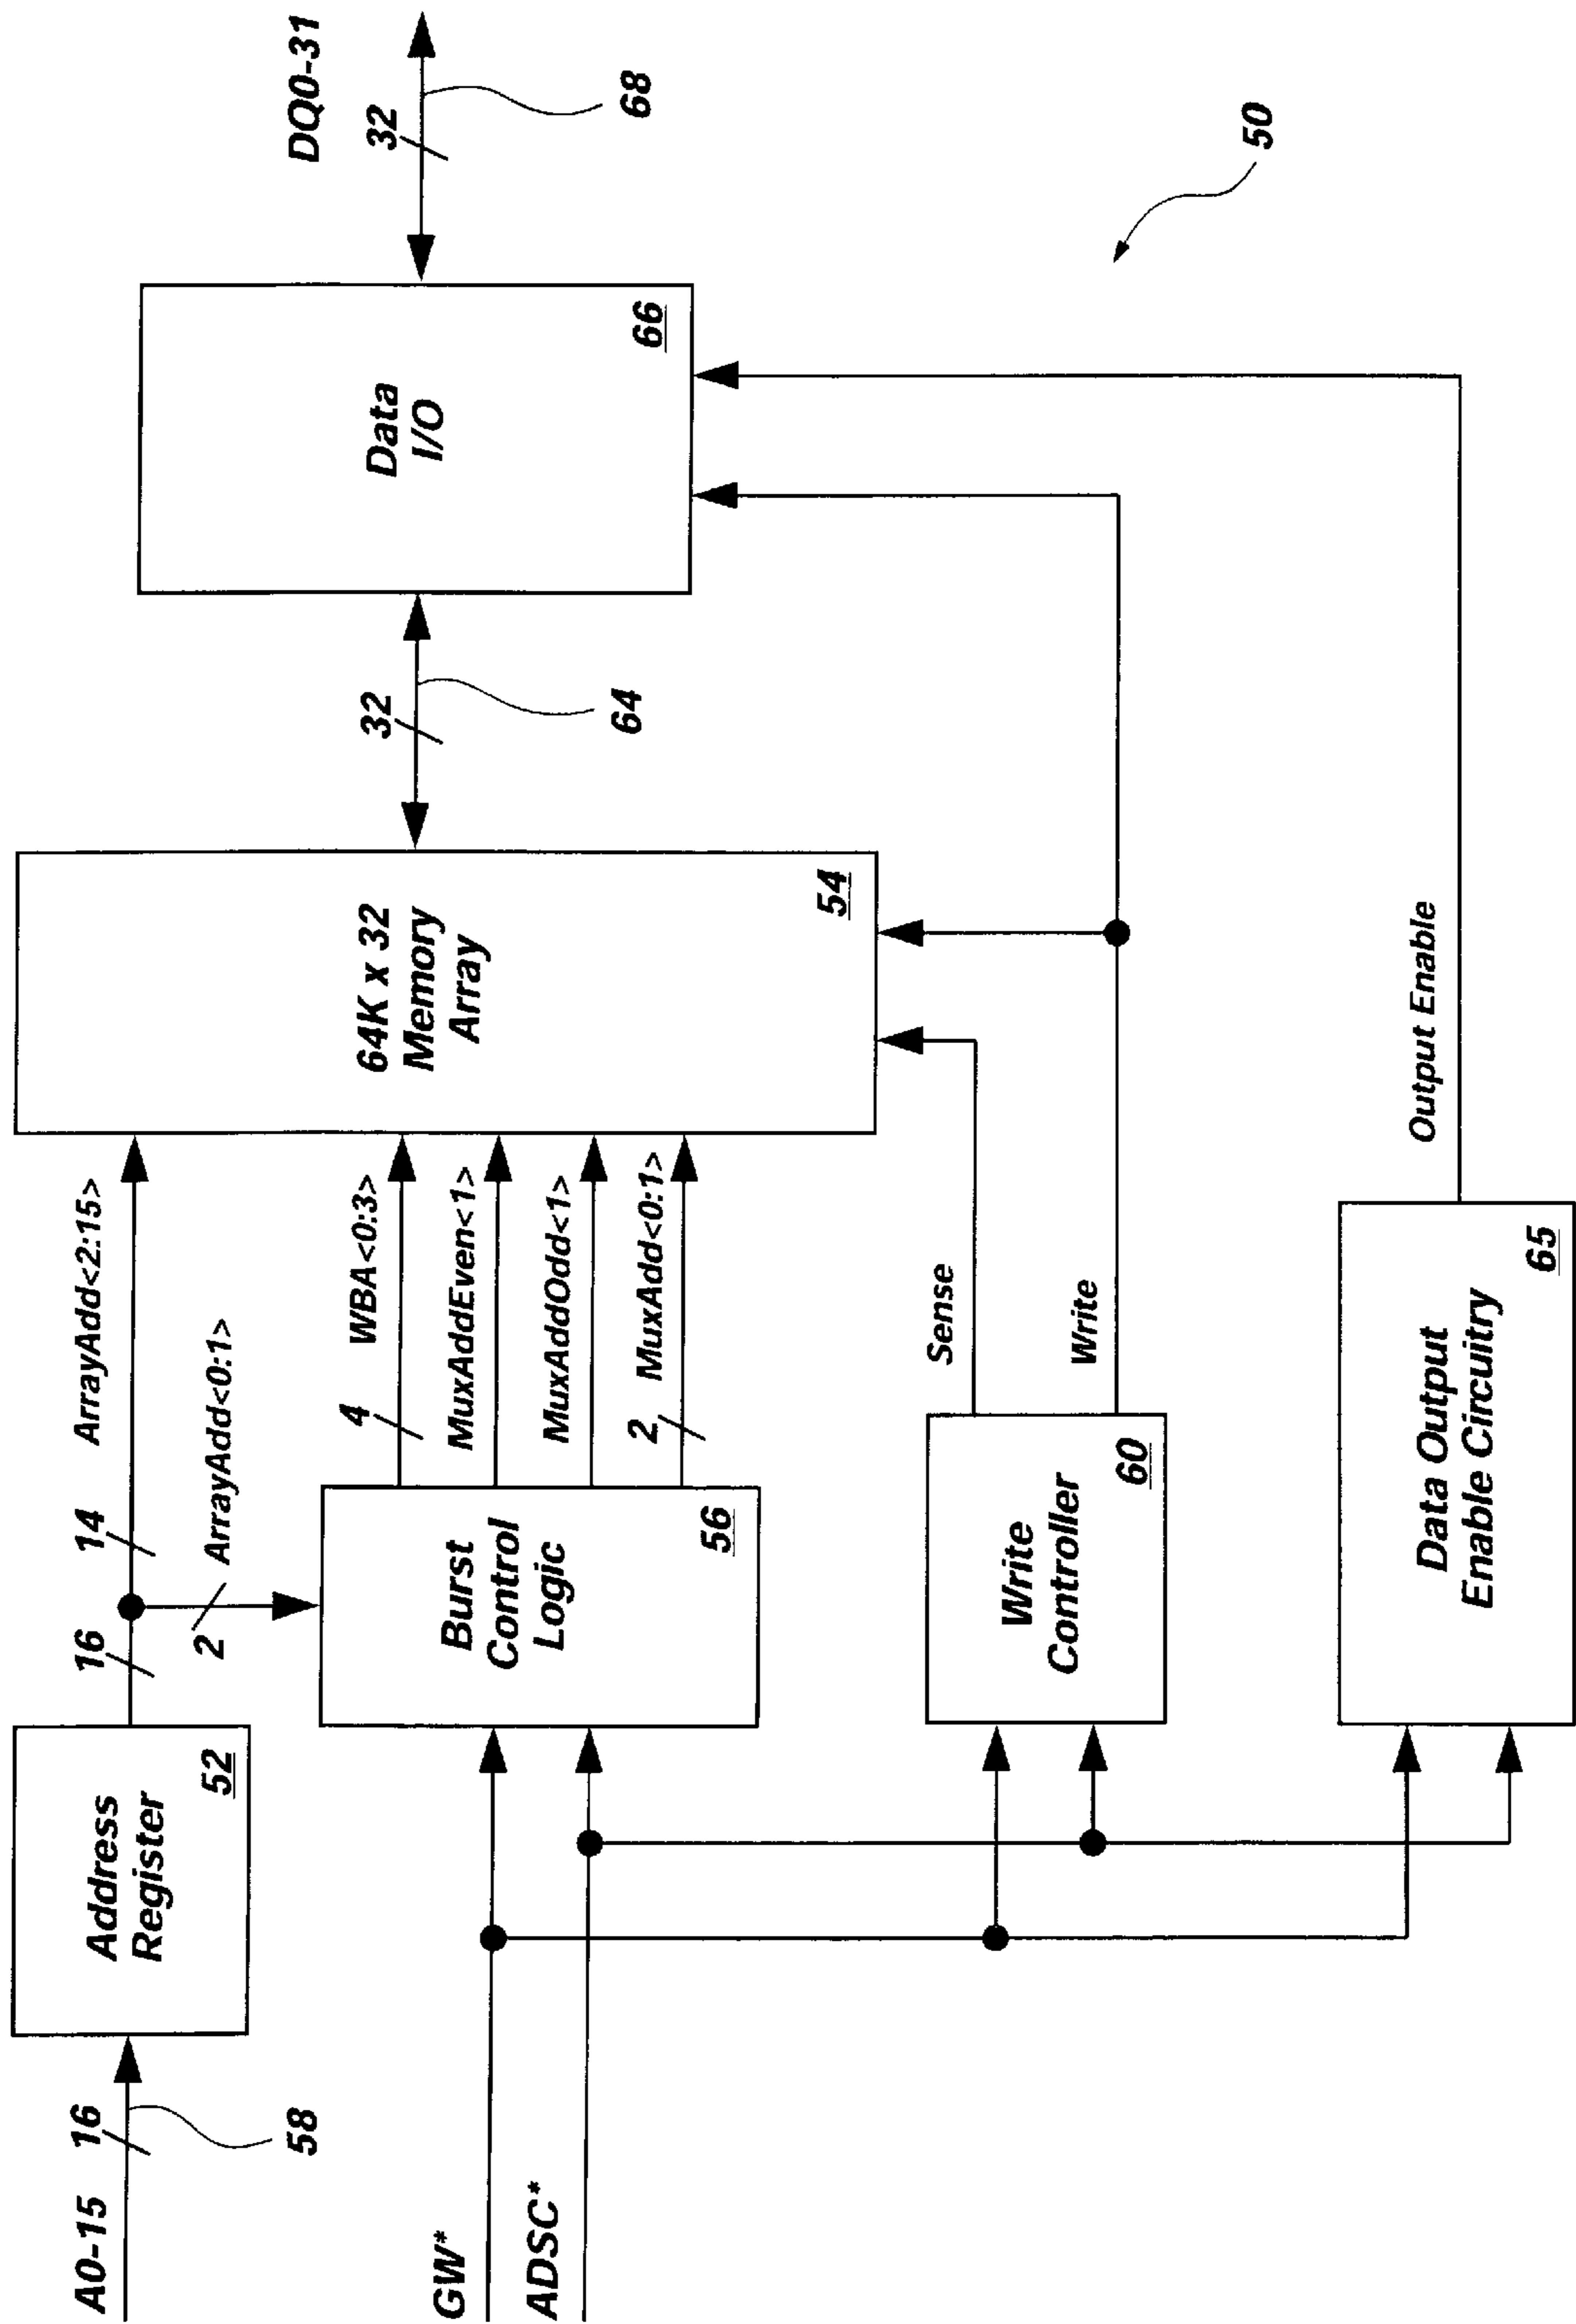 A0-15
16
58
Address
Register
52
16
14
ArrayAdd<2:15>
2
ArrayAdd<0:1>
GW*
ADSC*
Burst
Control
Logic
56
4
WBA<0:3>
MuxAddEven<1>
MuxAddOdd<1>
2
MuxAdd<0:1>
64K x 32
Memory
Array
54
32
64
Data
I/O
66
DQ0-31
32
68
Write
Controller
60
Sense
Write
Data Output
Enable Circuitry
65
Output Enable
50